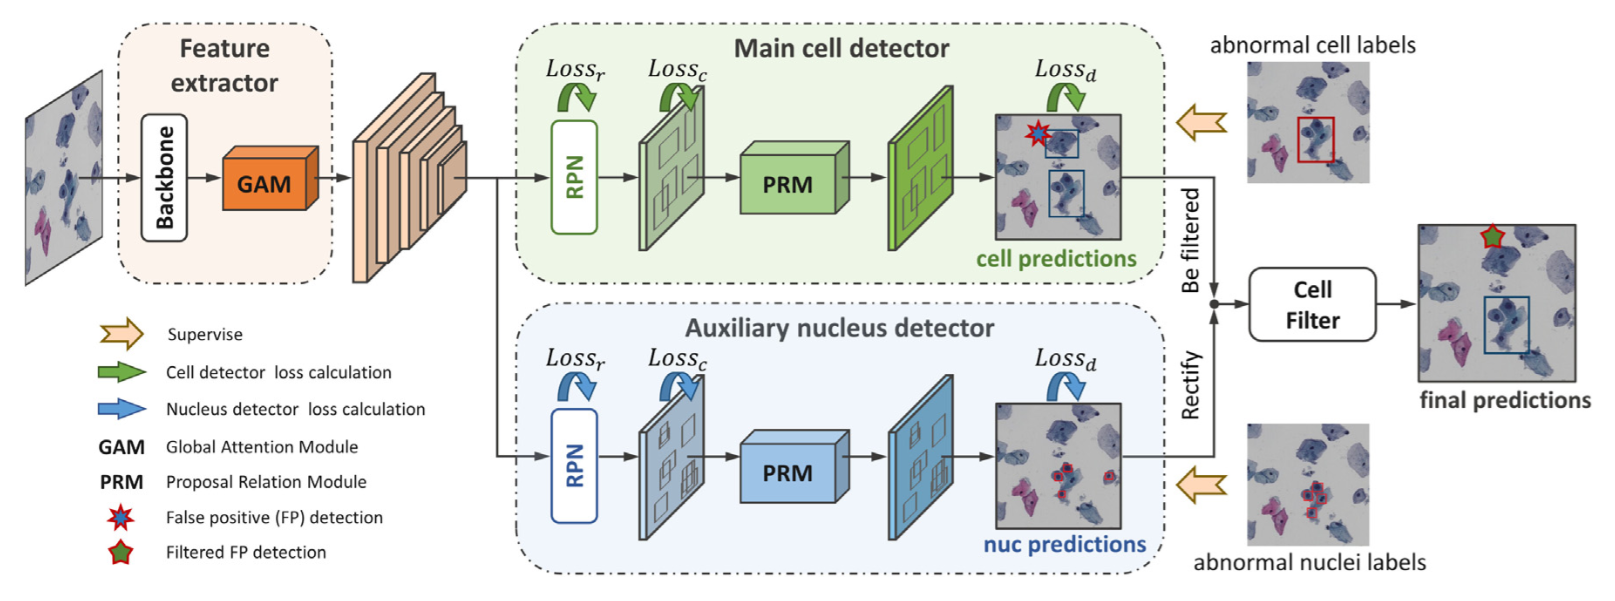 Feature
extractor
Backbone
GAM
Main cell detector
Loss_r
Loss_c
Loss_d
RPN
PRM
cell predictions
abnormal cell labels
Be filtered
Rectify
Cell
Filter
final predictions
Auxiliary nucleus detector
Loss_r
Loss_c
Loss_d
RPN
PRM
nuc predictions
abnormal nuclei labels
Supervise
Cell detector loss calculation
Nucleus detector loss calculation
GAM Global Attention Module
PRM Proposal Relation Module
False positive (FP) detection
Filtered FP detection